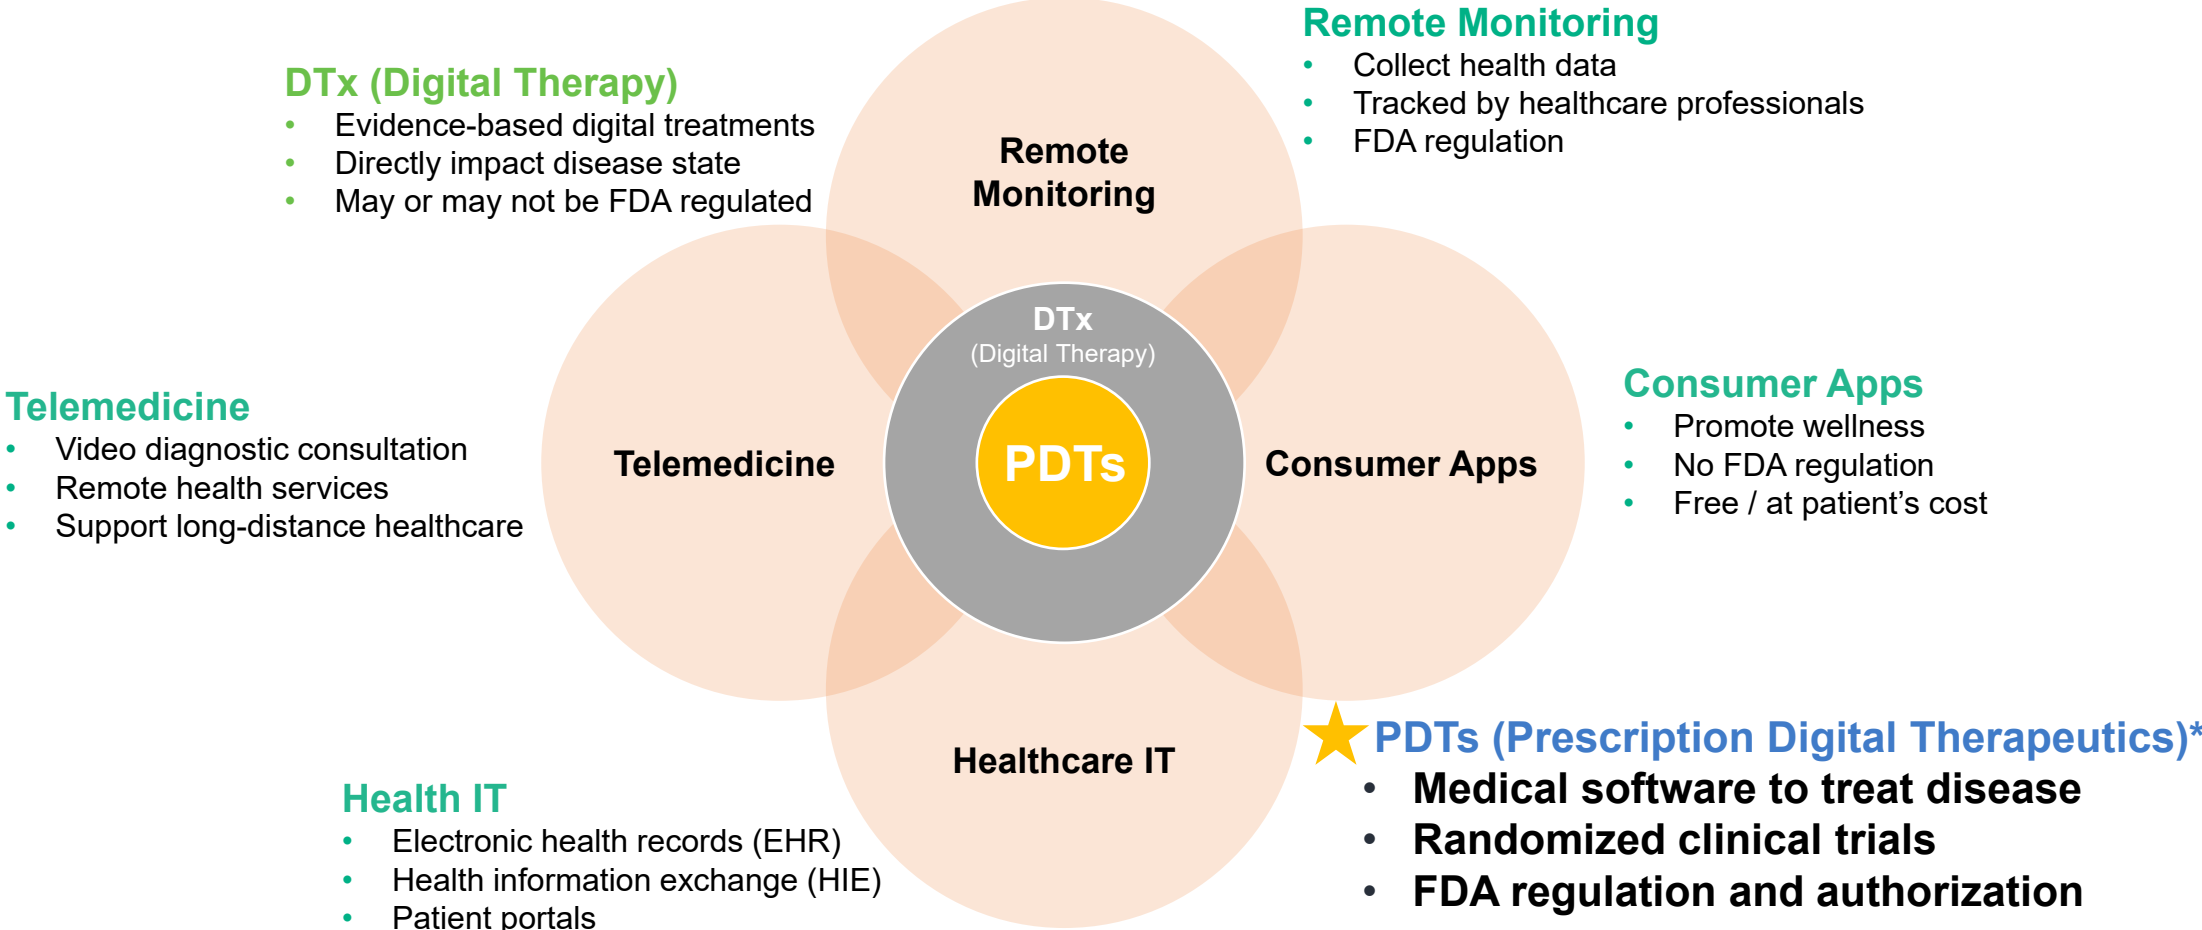 Remote Monitoring
• Collect health data
• Tracked by healthcare professionals
• FDA regulation
DTx (Digital Therapy)
• Evidence-based digital treatments
• Directly impact disease state
• May or may not be FDA regulated
Remote
Monitoring
DTx
(Digital Therapy)
PDTs
Telemedicine
Consumer Apps
Healthcare IT
Telemedicine
• Video diagnostic consultation
• Remote health services
• Support long-distance healthcare
Consumer Apps
• Promote wellness
• No FDA regulation
• Free / at patient’s cost
Health IT
• Electronic health records (EHR)
• Health information exchange (HIE)
• Patient portals
PDTs (Prescription Digital Therapeutics)*
• Medical software to treat disease
• Randomized clinical trials
• FDA regulation and authorization